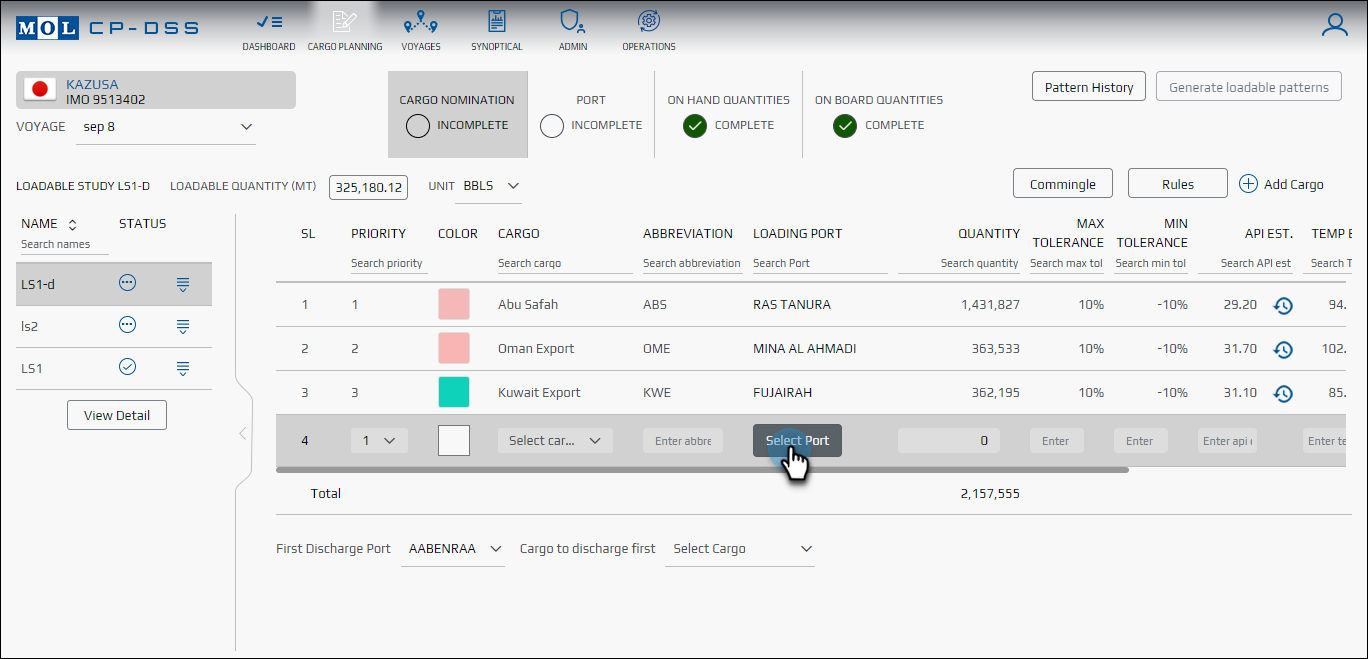 MOL CP-DSS
DASHBOARD CARGO PLANNING VOYAGES SYNOPTICAL ADMIN OPERATIONS
KAZUSA
IMO 9513402
VOYAGE sep 8
CARGO NOMINATION
INCOMPLETE
PORT
INCOMPLETE
ON HAND QUANTITIES
COMPLETE
ON BOARD QUANTITIES
COMPLETE
Pattern History
Generate loadable patterns
LOADABLE STUDY LS1-D LOADABLE QUANTITY (MT) 325,180.12 UNIT BBLS
Commingle Rules Add Cargo
NAME STATUS
Search names
LS1-d
ls2
LS1
View Detail
SL PRIORITY COLOR CARGO ABBREVIATION LOADING PORT QUANTITY MAX TOLERANCE MIN TOLERANCE API EST. TEMP E
Search priority Search cargo Search abbreviation Search Port Search quantity Search max tol Search min tol Search API est Search T
1 1 Abu Safah ABS RAS TANURA 1,431,827 10% -10% 29.20 94.
2 2 Oman Export OME MINA AL AHMADI 363,533 10% -10% 31.70 102.
3 3 Kuwait Export KWE FUJAIRAH 362,195 10% -10% 31.10 85.
4 1 Select car... Enter abbre Select Port 0 Enter Enter Enter api Enter te
Total 2,157,555
First Discharge Port AABENRAA Cargo to discharge first Select Cargo